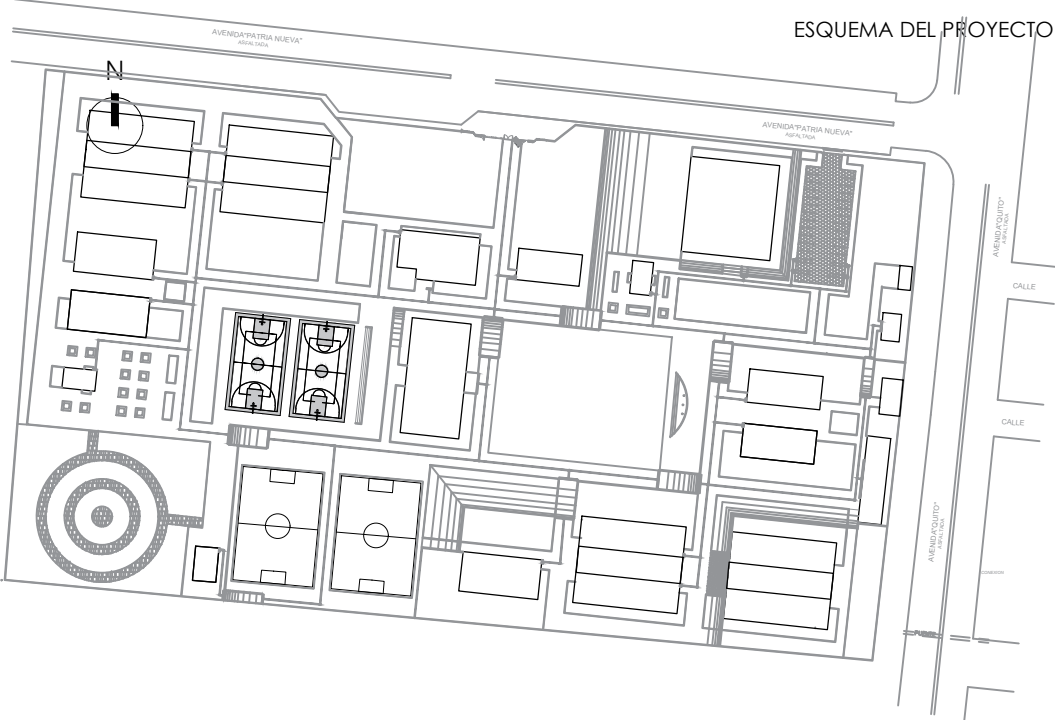 ESQUEMA DEL PROYECTO
AVENIDA"PATRIA NUEVA"
ASFALTADA
N
AVENIDA"PATRIA NUEVA"
ASFALTADA
AVENIDA"QUITO"
ASFALTADA
CALLE
CALLE
AVENIDA"QUITO"
ASFALTADA